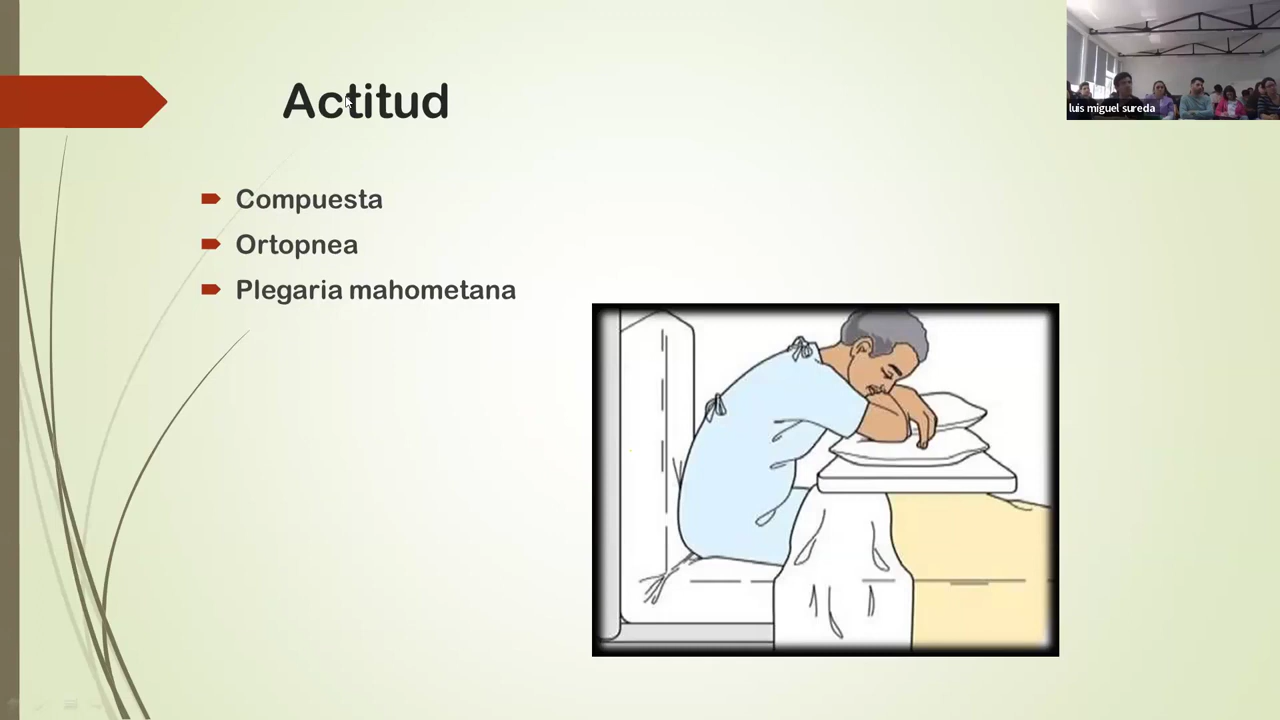 Actitud
luis miguel sureda
Compuesta
Ortopnea
Plegaria mahometana